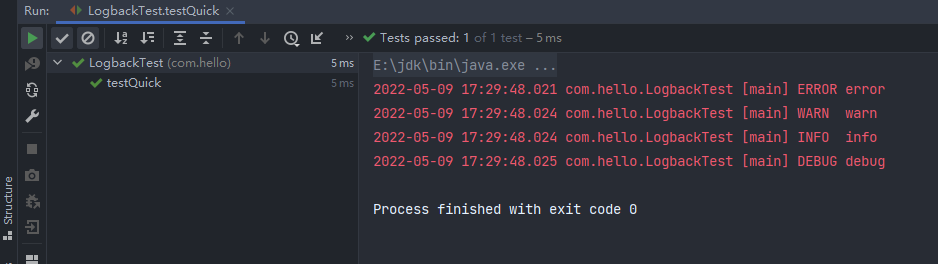 Run: LogbackTest.testQuick ×
» Tests passed: 1 of 1 test – 5 ms
LogbackTest (com.hello) 5 ms
testQuick 5 ms
E:\jdk\bin\java.exe ...
2022-05-09 17:29:48.021 com.hello.LogbackTest [main] ERROR error
2022-05-09 17:29:48.024 com.hello.LogbackTest [main] WARN  warn
2022-05-09 17:29:48.024 com.hello.LogbackTest [main] INFO  info
2022-05-09 17:29:48.025 com.hello.LogbackTest [main] DEBUG debug
Process finished with exit code 0
Structure